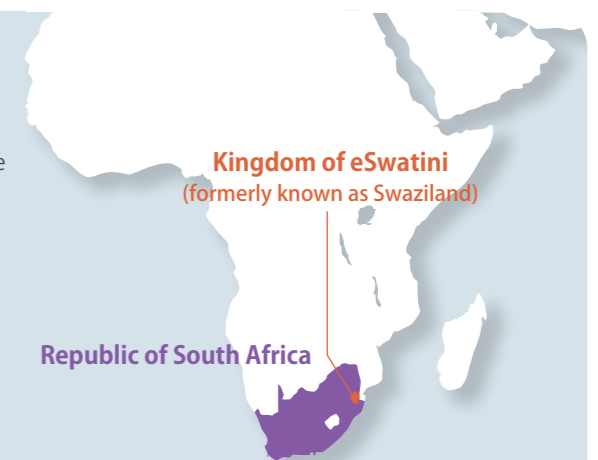 e
Kingdom of eSwatini
(formerly known as Swaziland)
Republic of South Africa